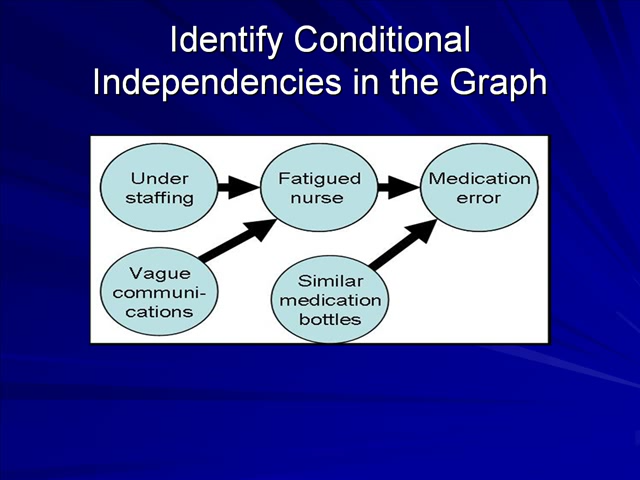 Identify Conditional
Independencies in the Graph
Under
staffing
Fatigued
nurse
Medication
error
Vague
communi-
cations
Similar
medication
bottles